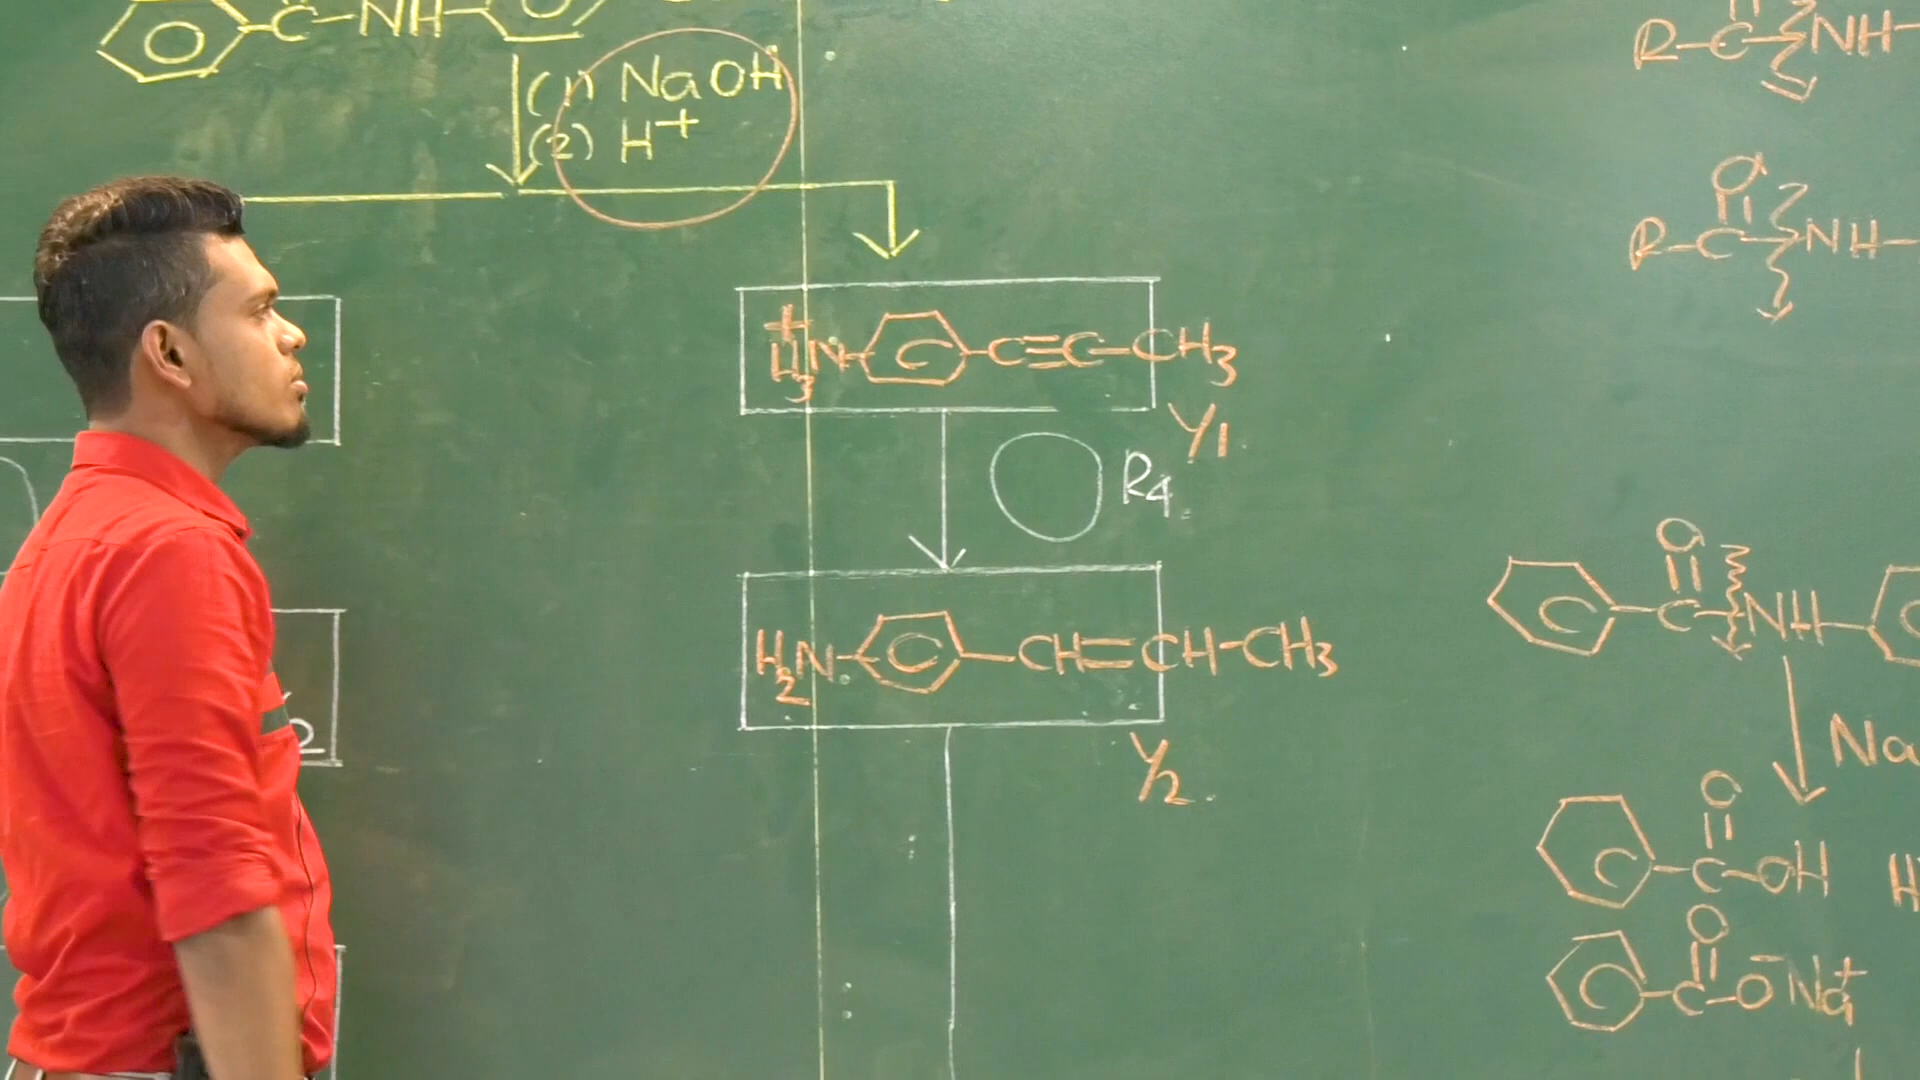 C-NH-
(1) NaOH
(2) H+
H3N+-C≡C-CH3
Y1.
R4.
H2N-CH=CH-CH3
Y2.
2
R-C-NH-
O
R-C-NH-
O
C-NH-
Na
O
C-OH
H
O
C-O⁻Na⁺